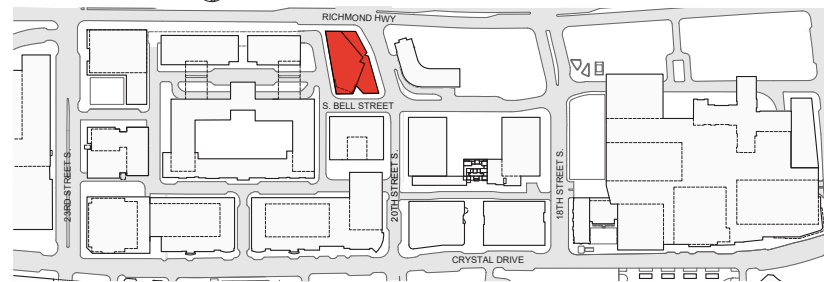 RICHMOND HWY
S. BELL STREET
23RD STREET S.
20TH STREET S.
18TH STREET S.
CRYSTAL DRIVE